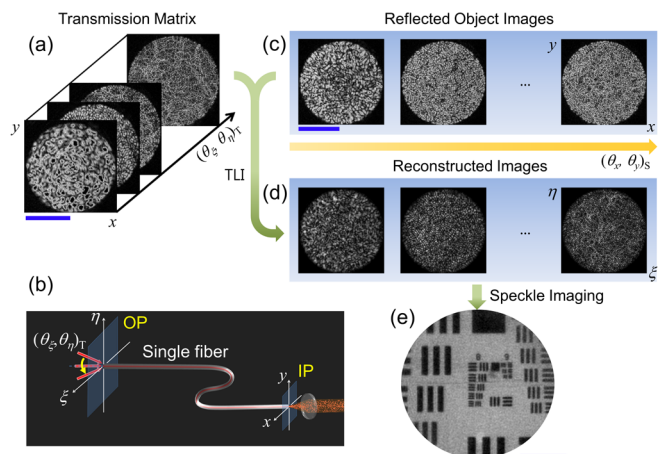 Transmission Matrix
Reflected Object Images
(a)
y
x
(θξ, θη)T
(c)
y
...
x
(θx, θy)S
TLI
Reconstructed Images
(d)
η
...
ξ
Speckle Imaging
(b)
η
OP
(θξ,θη)T
Single fiber
ξ
y
IP
x
(e)